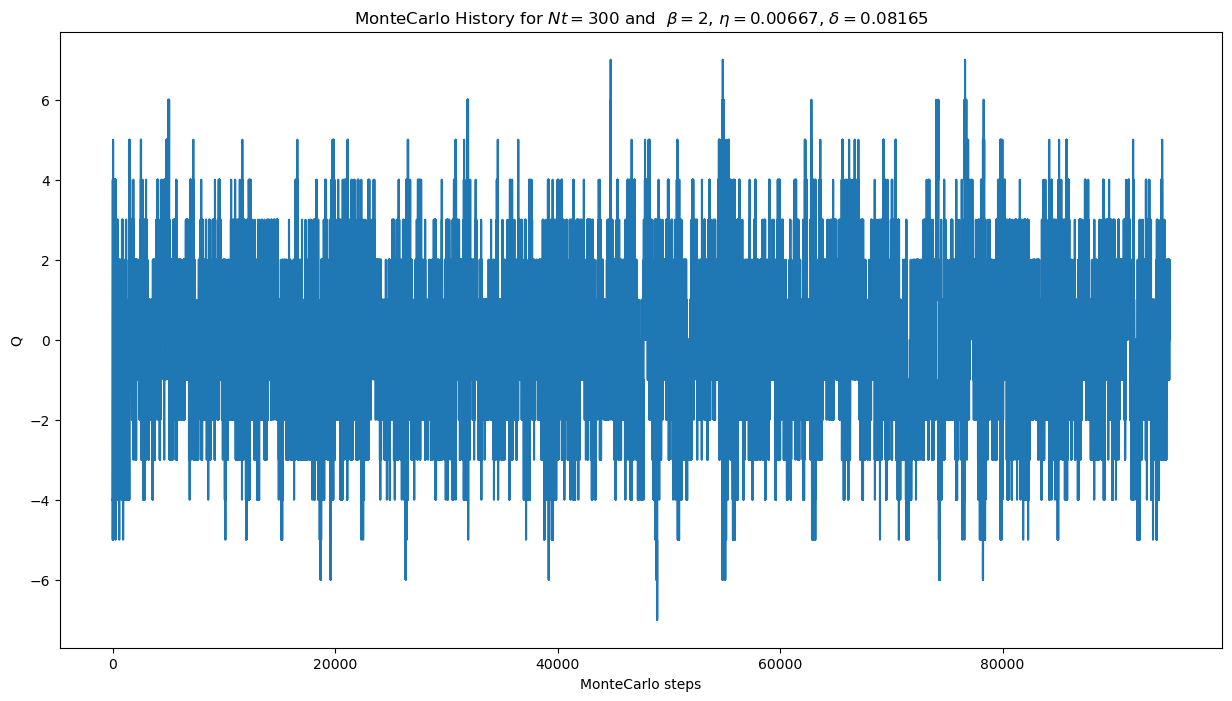 MonteCarlo History for Nt = 300 and β = 2, η = 0.00667, δ = 0.08165
Q
6
4
2
0
−2
−4
−6
0 20000 40000 60000 80000
MonteCarlo steps